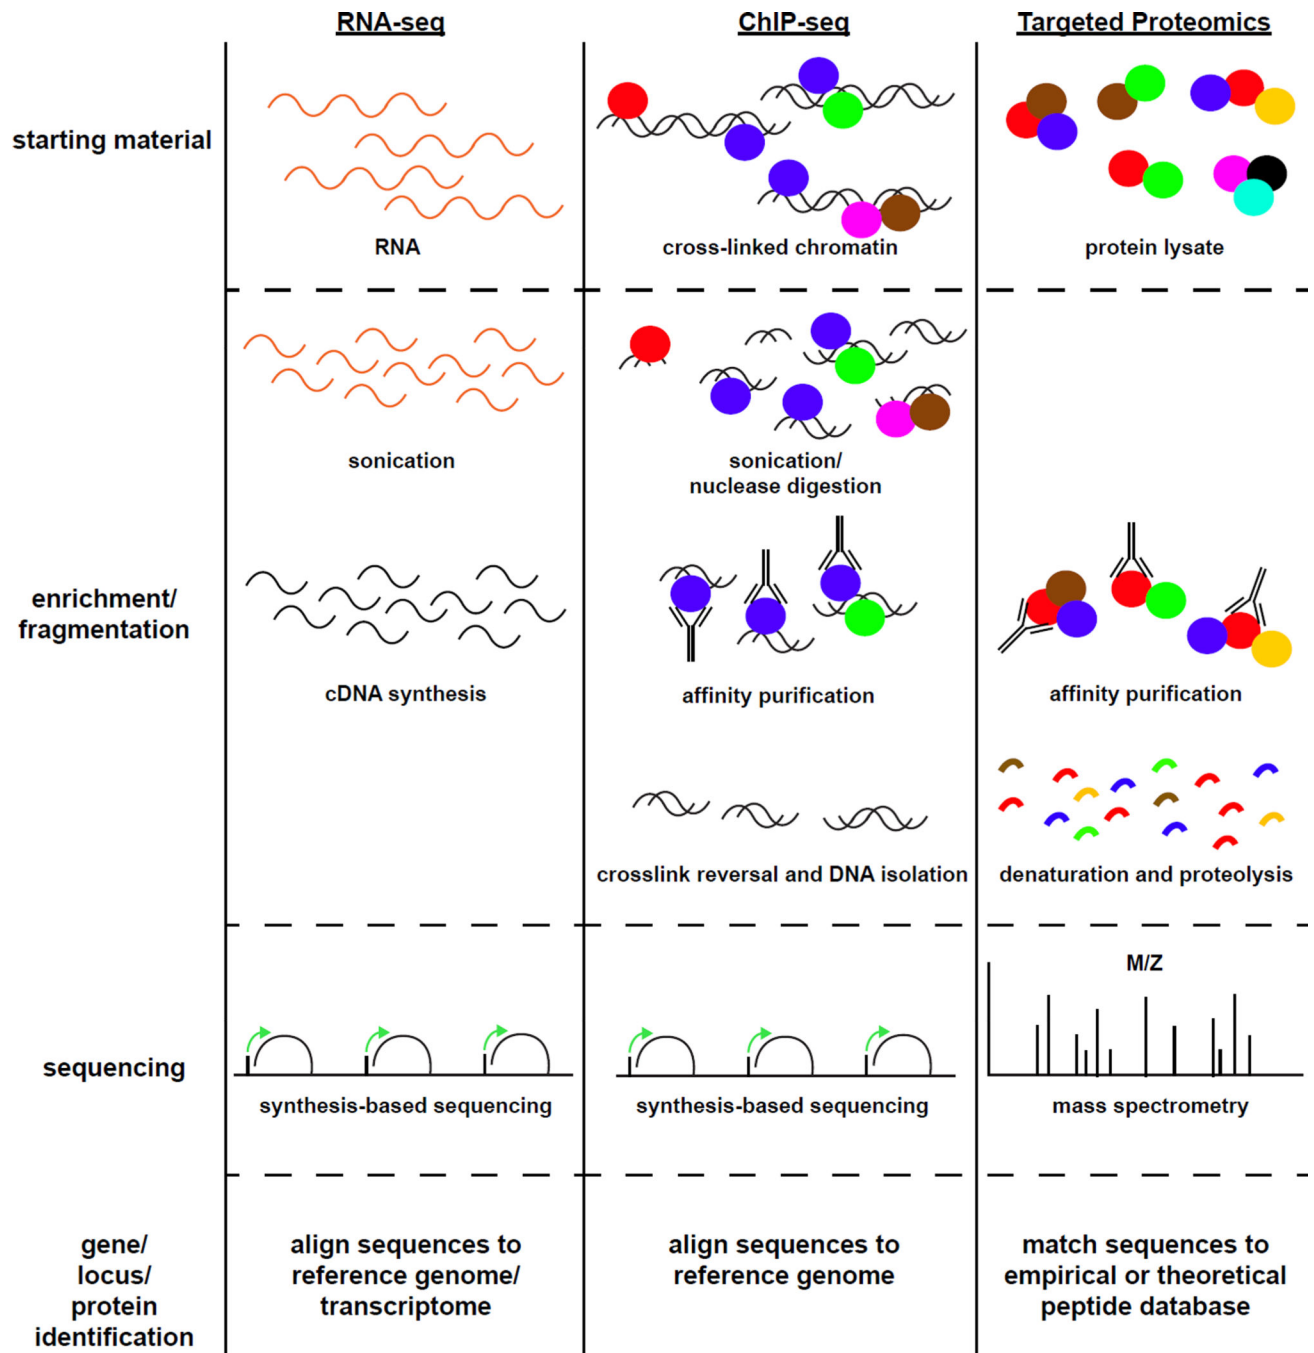 RNA-seq
ChIP-seq
Targeted Proteomics
starting material
RNA
cross-linked chromatin
protein lysate
enrichment/
fragmentation
sonication
sonication/
nuclease digestion
cDNA synthesis
affinity purification
affinity purification
crosslink reversal and DNA isolation
denaturation and proteolysis
sequencing
M/Z
synthesis-based sequencing
synthesis-based sequencing
mass spectrometry
gene/
locus/
protein
identification
align sequences to
reference genome/
transcriptome
align sequences to
reference genome
match sequences to
empirical or theoretical
peptide database